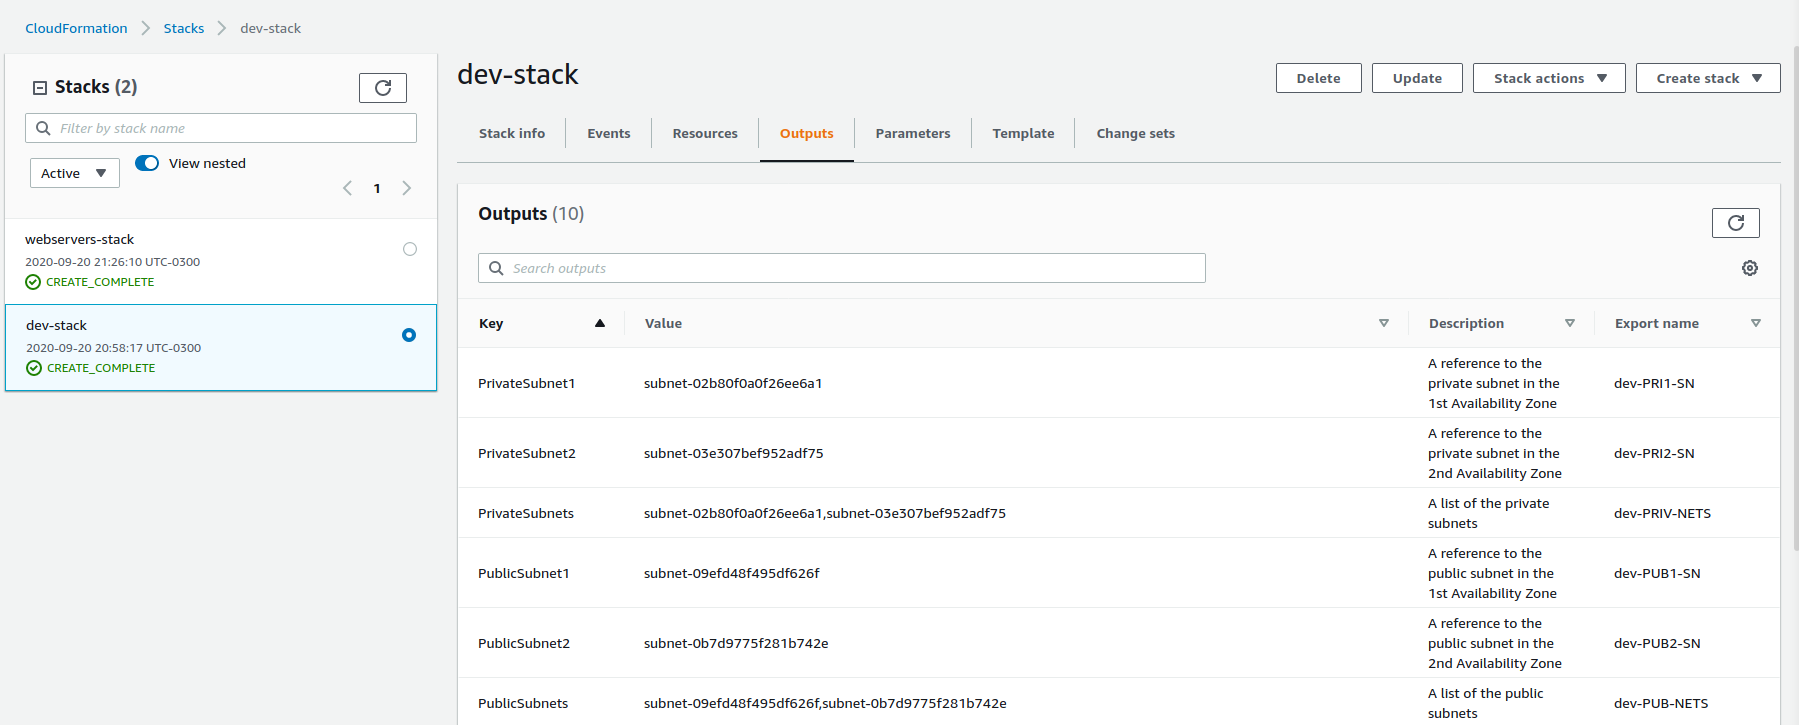 CloudFormation > Stacks > dev-stack
Stacks (2)
Filter by stack name
Active
View nested
1
webservers-stack
2020-09-20 21:26:10 UTC-0300
CREATE_COMPLETE
dev-stack
2020-09-20 20:58:17 UTC-0300
CREATE_COMPLETE
dev-stack
Delete Update Stack actions Create stack
Stack info Events Resources Outputs Parameters Template Change sets
Outputs (10)
Search outputs
Key Value Description Export name
PrivateSubnet1 subnet-02b80f0a0f26ee6a1 A reference to the
private subnet in the
1st Availability Zone dev-PRI1-SN
PrivateSubnet2 subnet-03e307bef952adf75 A reference to the
private subnet in the
2nd Availability Zone dev-PRI2-SN
PrivateSubnets subnet-02b80f0a0f26ee6a1,subnet-03e307bef952adf75 A list of the private
subnets dev-PRIV-NETS
PublicSubnet1 subnet-09efd48f495df626f A reference to the
public subnet in the
1st Availability Zone dev-PUB1-SN
PublicSubnet2 subnet-0b7d9775f281b742e A reference to the
public subnet in the
2nd Availability Zone dev-PUB2-SN
PublicSubnets subnet-09efd48f495df626f,subnet-0b7d9775f281b742e A list of the public
subnets dev-PUB-NETS